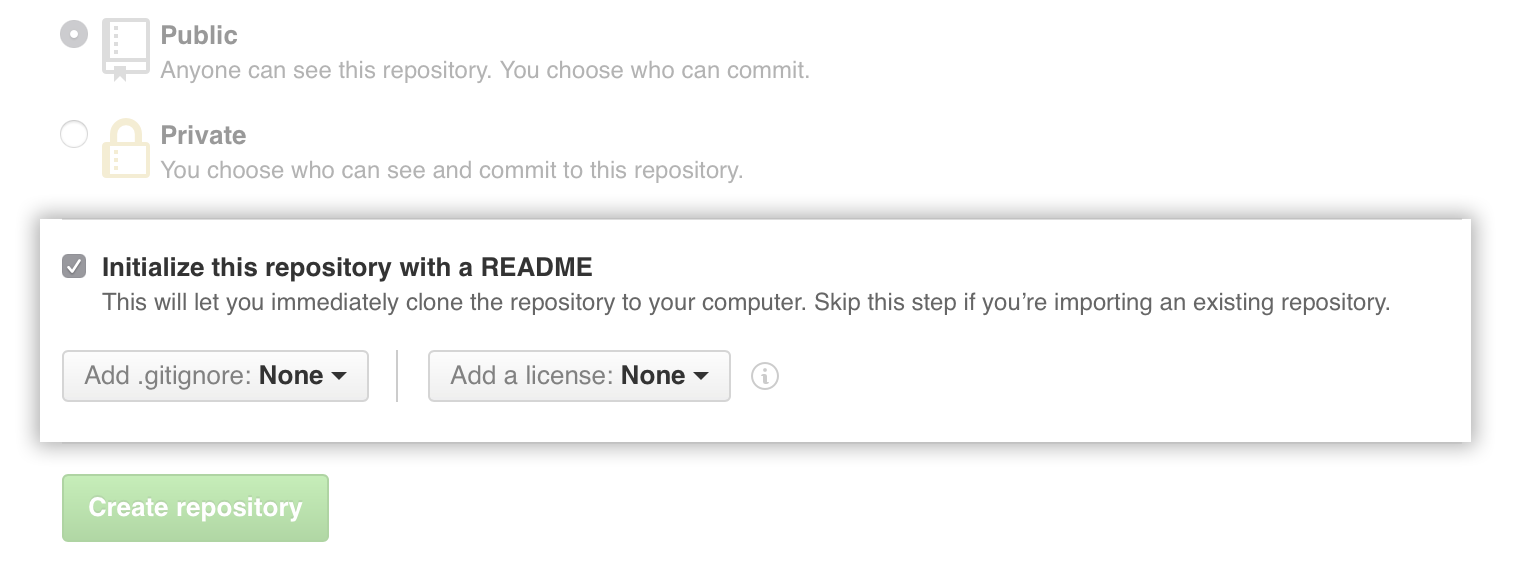 Public
Anyone can see this repository. You choose who can commit.
Private
You choose who can see and commit to this repository.
Initialize this repository with a README
This will let you immediately clone the repository to your computer. Skip this step if you’re importing an existing repository.
Add .gitignore: None
Add a license: None
Create repository